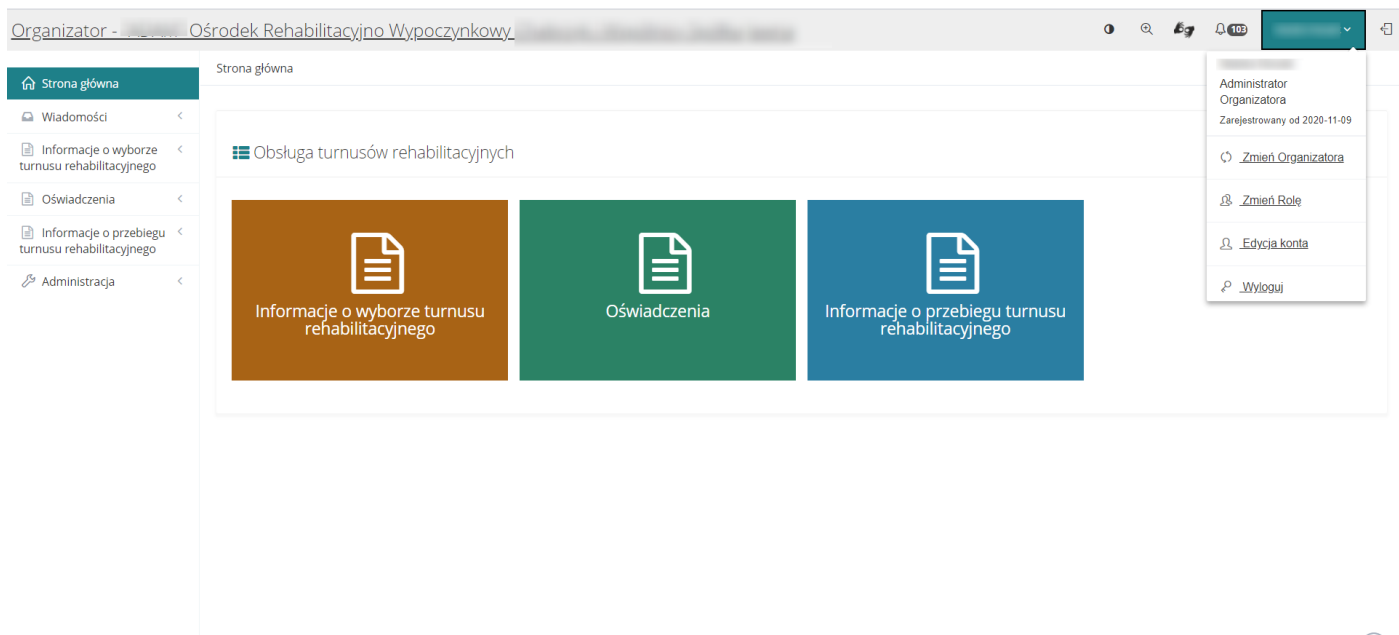 Organizator - Ośrodek Rehabilitacyjno Wypoczynkowy
103
Strona główna
Wiadomości
Informacje o wyborze
turnusu rehabilitacyjnego
Oświadczenia
Informacje o przebiegu
turnusu rehabilitacyjnego
Administracja
Strona główna
Obsługa turnusów rehabilitacyjnych
Informacje o wyborze turnusu
rehabilitacyjnego
Oświadczenia
Informacje o przebiegu turnusu
rehabilitacyjnego
Administrator
Organizatora
Zarejestrowany od 2020-11-09
Zmień Organizatora
Zmień Rolę
Edycja konta
Wyloguj